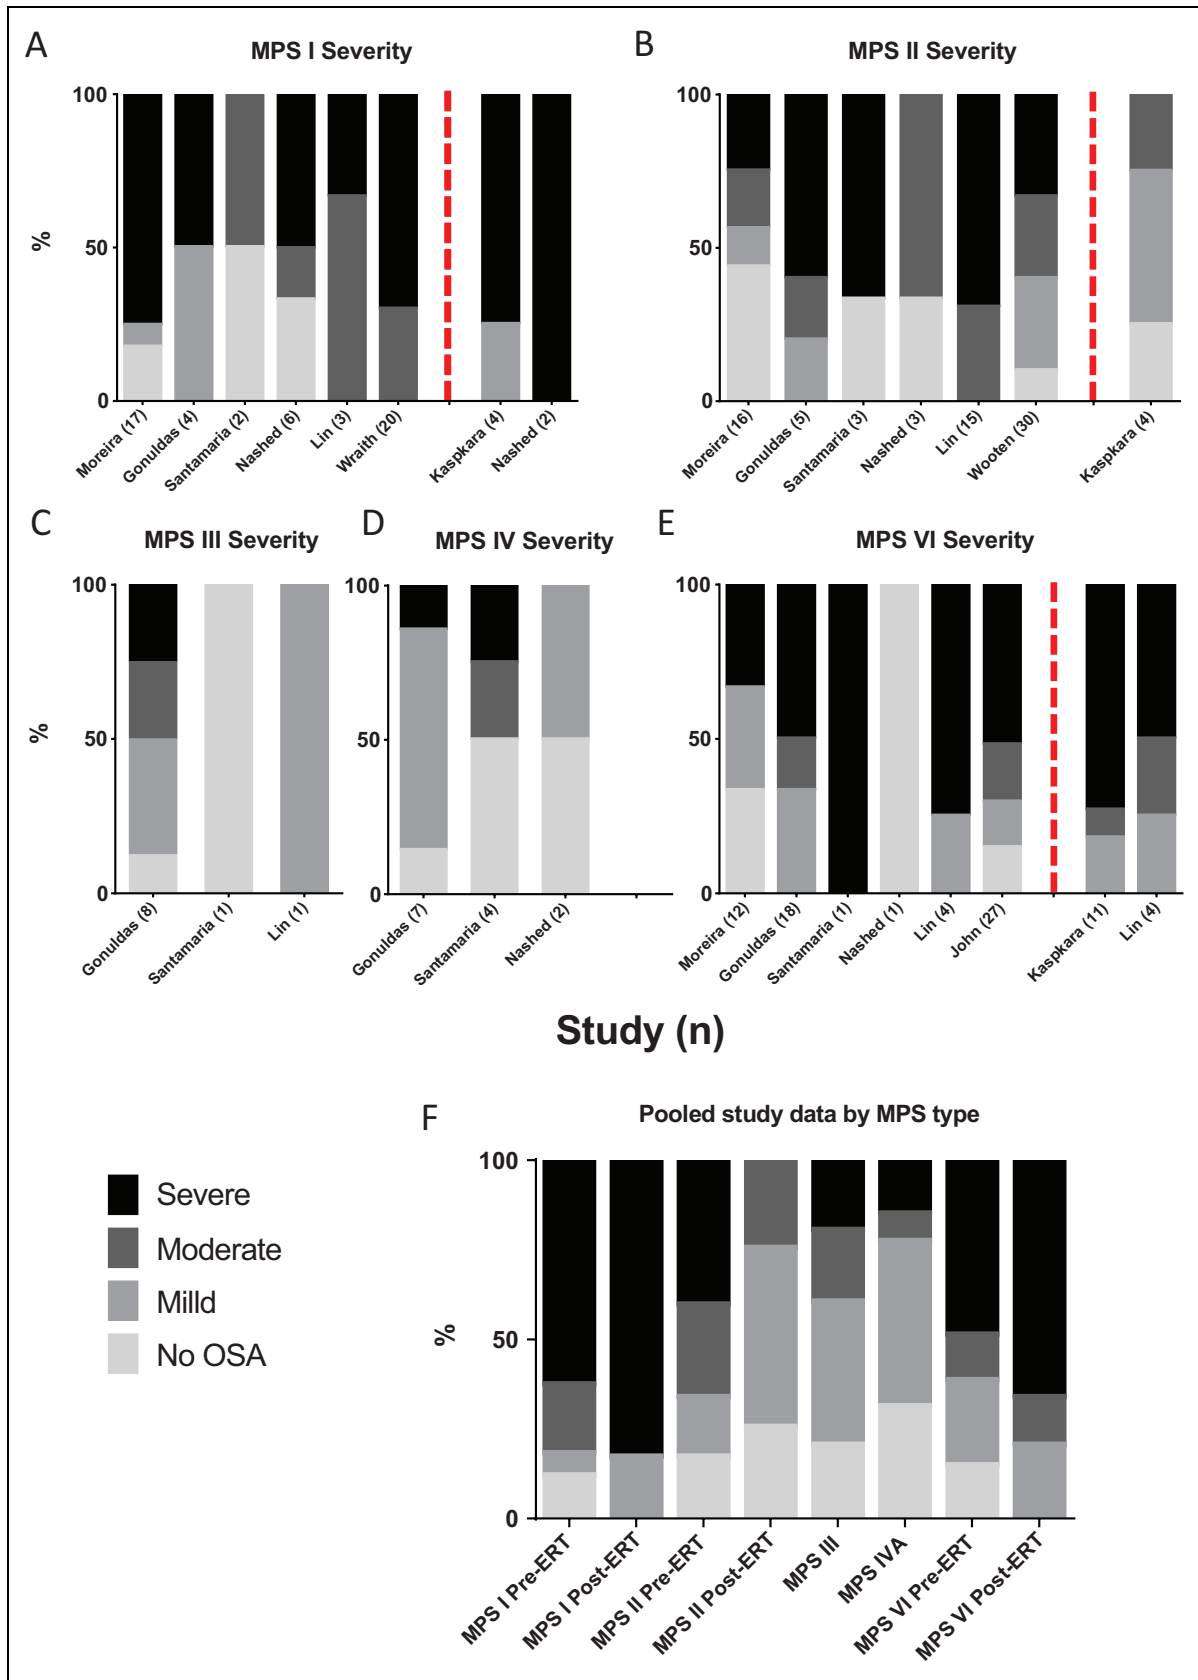 A
MPS I Severity
100
50
0
%
Moreira (17)
Gonuldas (4)
Santamaria (2)
Nashed (6)
Lin (3)
Wraith (20)
Kaspkara (4)
Nashed (2)
B
MPS II Severity
100
50
0
Moreira (16)
Gonuldas (5)
Santamaria (3)
Nashed (3)
Lin (15)
Wooten (30)
Kaspkara (4)
C
MPS III Severity
100
50
0
%
Gonuldas (8)
Santamaria (1)
Lin (1)
D
MPS IV Severity
100
50
0
Gonuldas (7)
Santamaria (4)
Nashed (2)
E
MPS VI Severity
100
50
0
Moreira (12)
Gonuldas (18)
Santamaria (1)
Nashed (1)
Lin (4)
John (27)
Kaspkara (11)
Lin (4)
Study (n)
F
Pooled study data by MPS type
100
50
0
%
MPS I Pre-ERT
MPS I Post-ERT
MPS II Pre-ERT
MPS II Post-ERT
MPS III
MPS IVA
MPS VI Pre-ERT
MPS VI Post-ERT
Severe
Moderate
Milld
No OSA